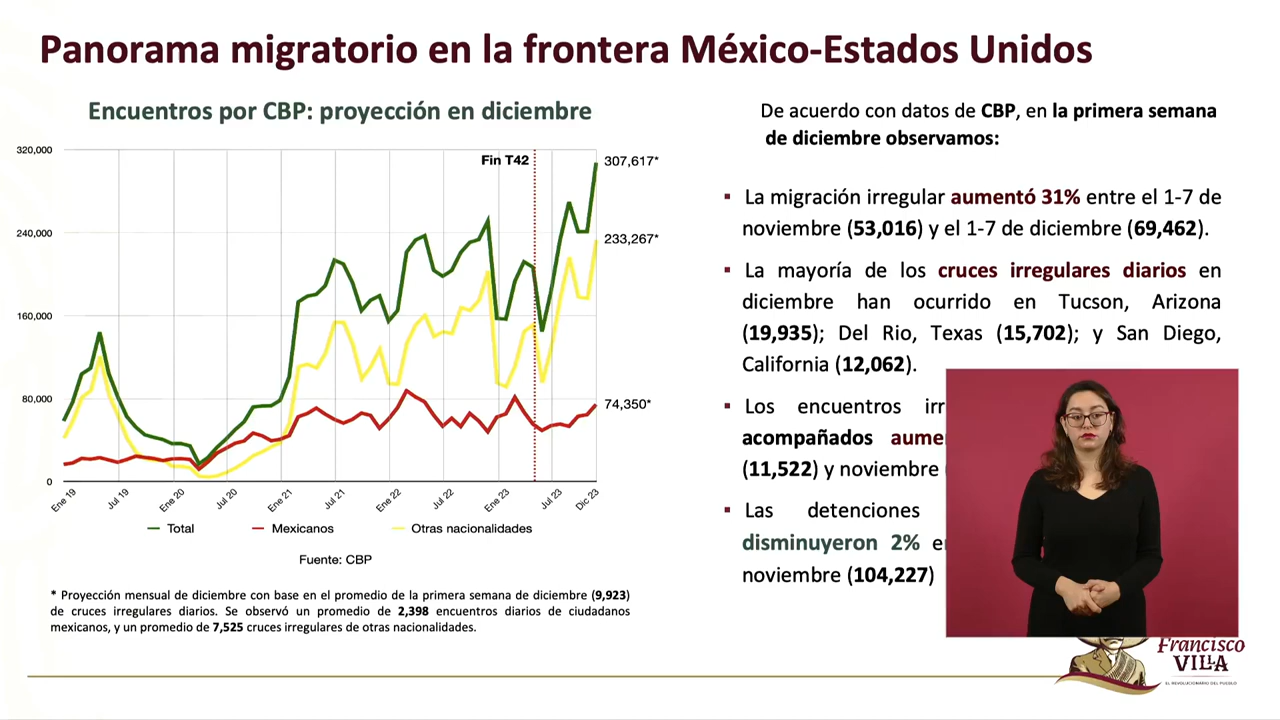 Panorama migratorio en la frontera México-Estados Unidos
Encuentros por CBP: proyección en diciembre
320,000
240,000
160,000
80,000
0
Fin T42
307,617*
233,267*
74,350*
Ene 19
Jul 19
Ene 20
Jul 20
Ene 21
Jul 21
Ene 22
Jul 22
Ene 23
Jul 23
Dic 23
Total
Mexicanos
Otras nacionalidades
Fuente: CBP
* Proyección mensual de diciembre con base en el promedio de la primera semana de diciembre (9,923)
de cruces irregulares diarios. Se observó un promedio de 2,398 encuentros diarios de ciudadanos
mexicanos, y un promedio de 7,525 cruces irregulares de otras nacionalidades.
De acuerdo con datos de CBP, en la primera semana
de diciembre observamos:
▪ La migración irregular aumentó 31% entre el 1-7 de
noviembre (53,016) y el 1-7 de diciembre (69,462).
▪ La mayoría de los cruces irregulares diarios en
diciembre han ocurrido en Tucson, Arizona
(19,935); Del Rio, Texas (15,702); y San Diego,
California (12,062).
▪ Los encuentros
acompañados
(11,522) y noviembre
▪ Las detenciones
disminuyeron 2%
noviembre (104,227)
Francisco
VILLA
EL REVOLUCIONARIO DEL PUEBLO